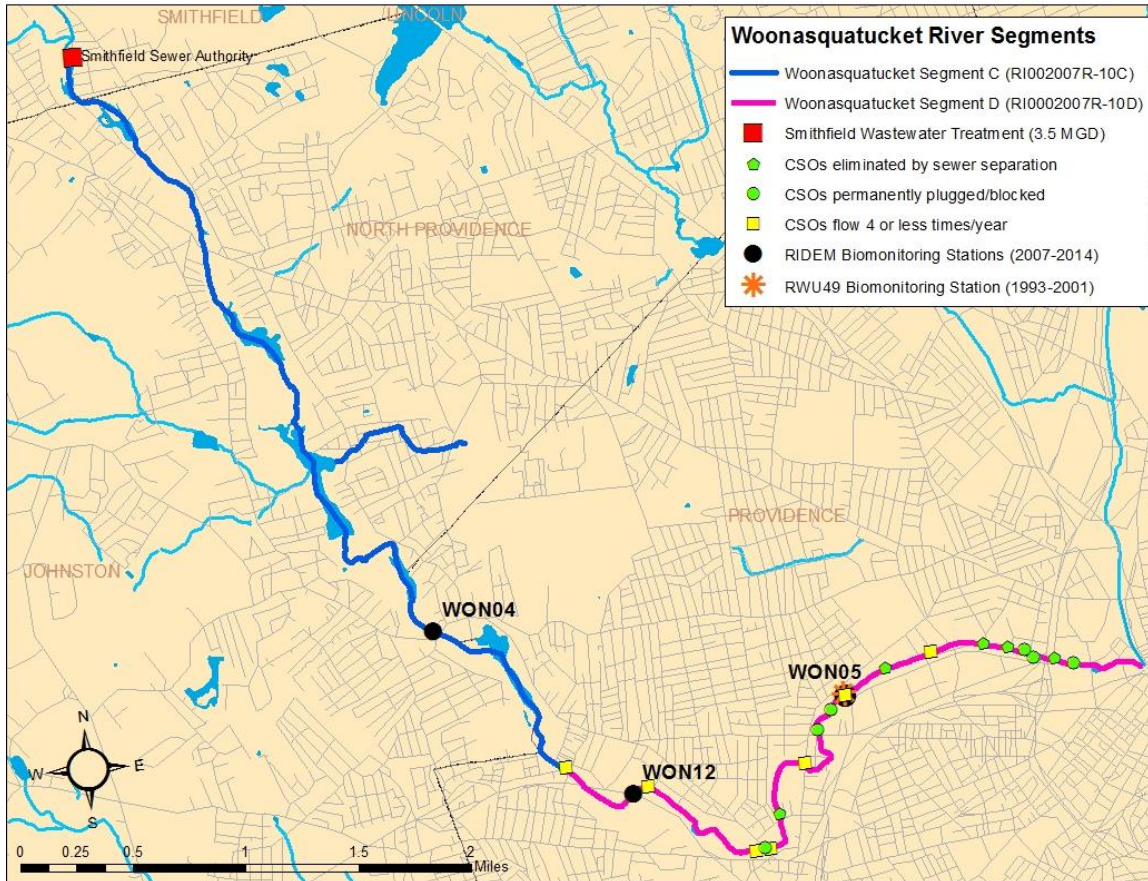 SMITHFIELD
LINCOLN
Smithfield Sewer Authority
Woonasquatucket River Segments
Woonasquatucket Segment C (RI002007R-10C)
Woonasquatucket Segment D (RI0002007R-10D)
Smithfield Wastewater Treatment (3.5 MGD)
CSOs eliminated by sewer separation
CSOs permanently plugged/blocked
CSOs flow 4 or less times/year
RIDEM Biomonitoring Stations (2007-2014)
RWU49 Biomonitoring Station (1993-2001)
NORTH PROVIDENCE
PROVIDENCE
JOHNSTON
WON04
WON05
WON12
N
W E
S
0 0.25 0.5 1 1.5 2
Miles